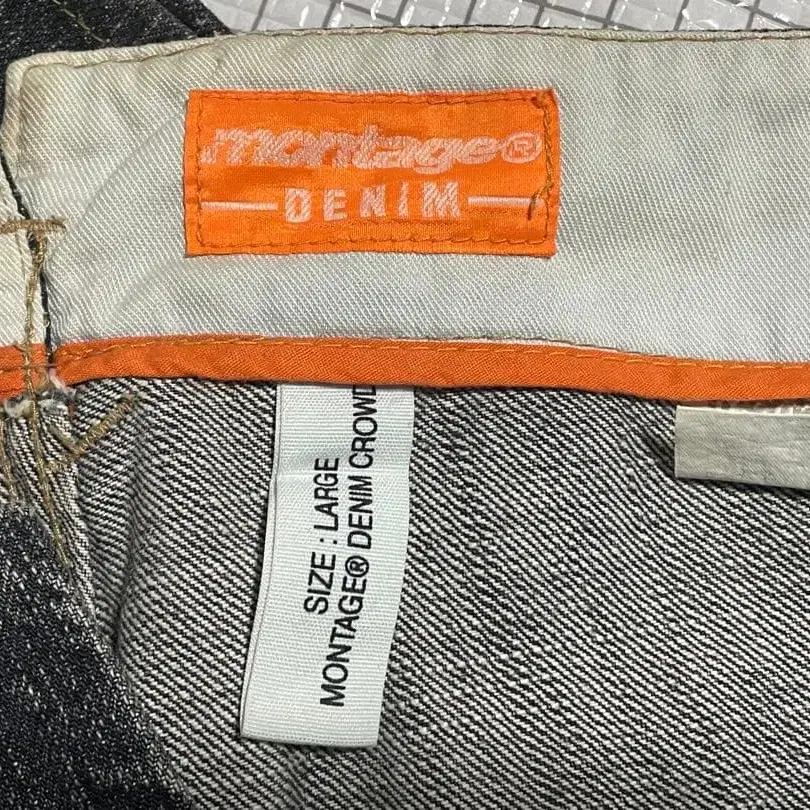 montage®
DENIM
SIZE : LARGE
MONTAGE® DENIM CROWD